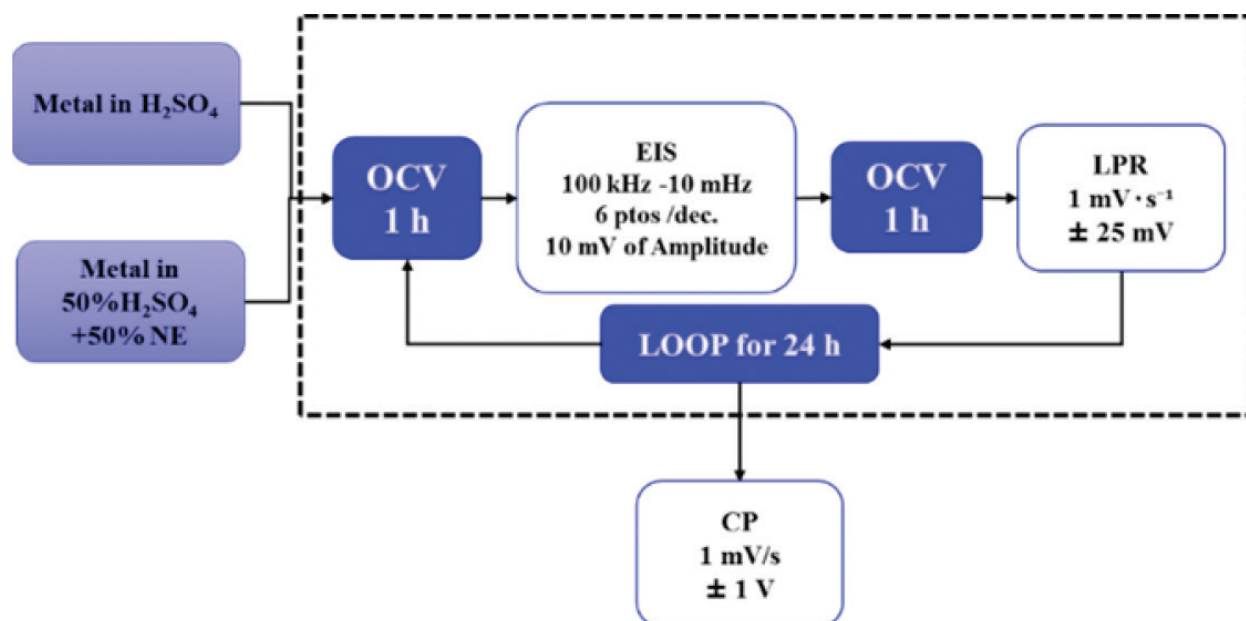 Metal in H₂SO₄
Metal in
50%H₂SO₄
+50% NE
OCV
1 h
EIS
100 kHz -10 mHz
6 ptos /dec.
10 mV of Amplitude
OCV
1 h
LPR
1 mV·s⁻¹
± 25 mV
LOOP for 24 h
CP
1 mV/s
± 1 V